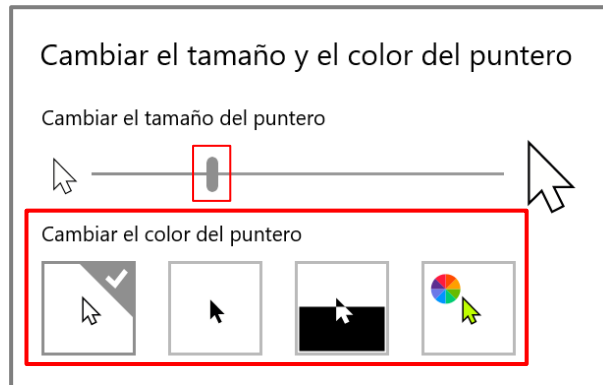 Cambiar el tamaño y el color del puntero
Cambiar el tamaño del puntero
Cambiar el color del puntero